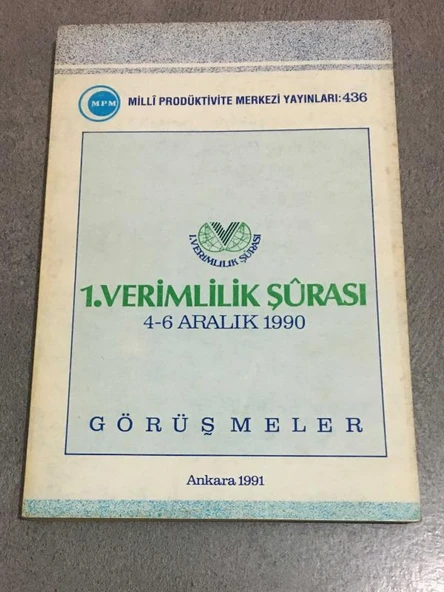 MPM
MİLLÎ PRODÜKTİVİTE MERKEZİ YAYINLARI:436
1.VERİMLİLİK ŞÛRASI
1.VERİMLİLİK ŞÛRASI
4-6 ARALIK 1990
GÖRÜŞMELER
Ankara 1991